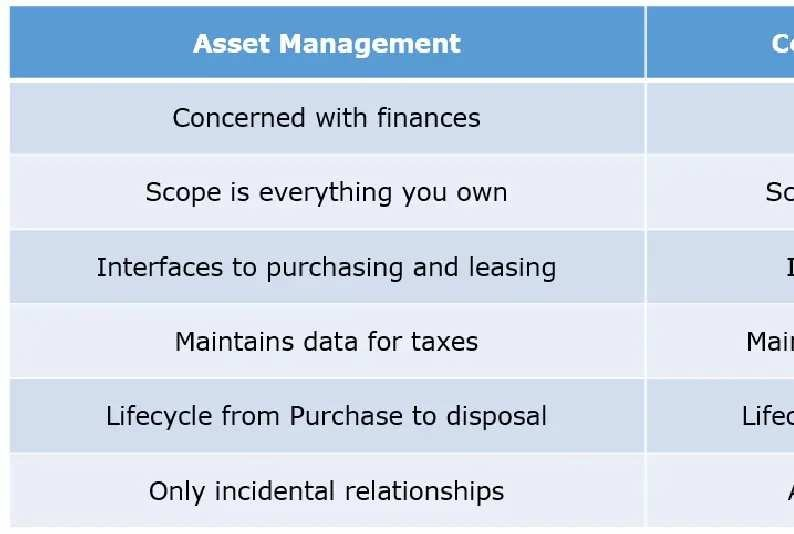 Asset Management
Concerned with finances
Scope is everything you own
Interfaces to purchasing and leasing
Maintains data for taxes
Lifecycle from Purchase to disposal
Only incidental relationships